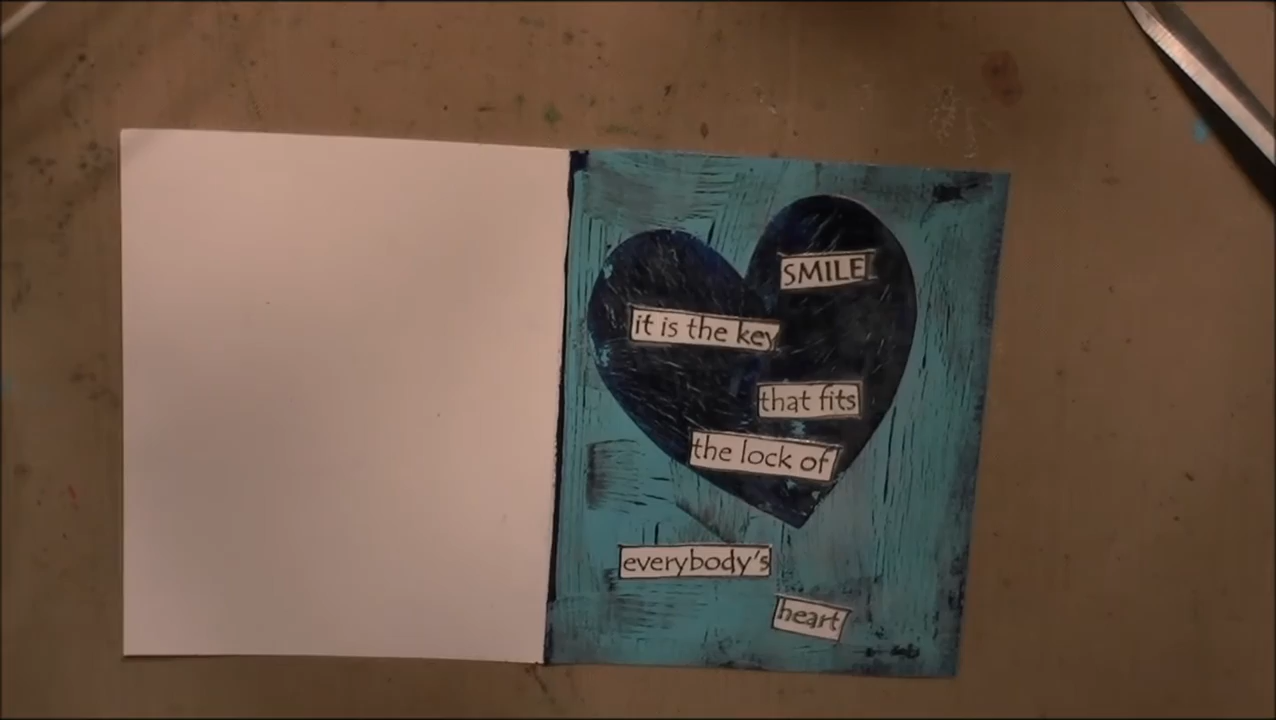 SMILE
it is the key
that fits
the lock of
everybody's
heart